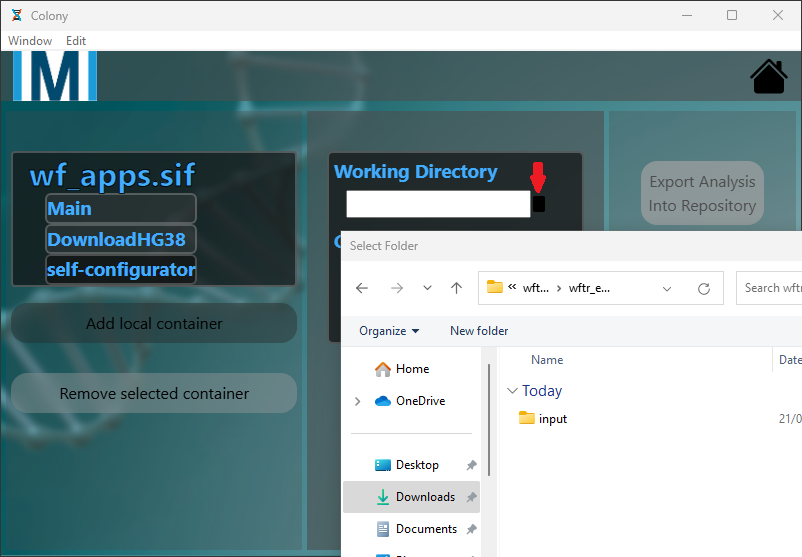 Colony
Window Edit
M
wf_apps.sif
Main
DownloadHG38
self-configurator
Add local container
Remove selected container
Working Directory
Export Analysis
Into Repository
Select Folder
« wft... › wftr_e...
Search wftr
Organize
New folder
Home
OneDrive
Desktop
Downloads
Documents
Name
Date
Today
input
21/0